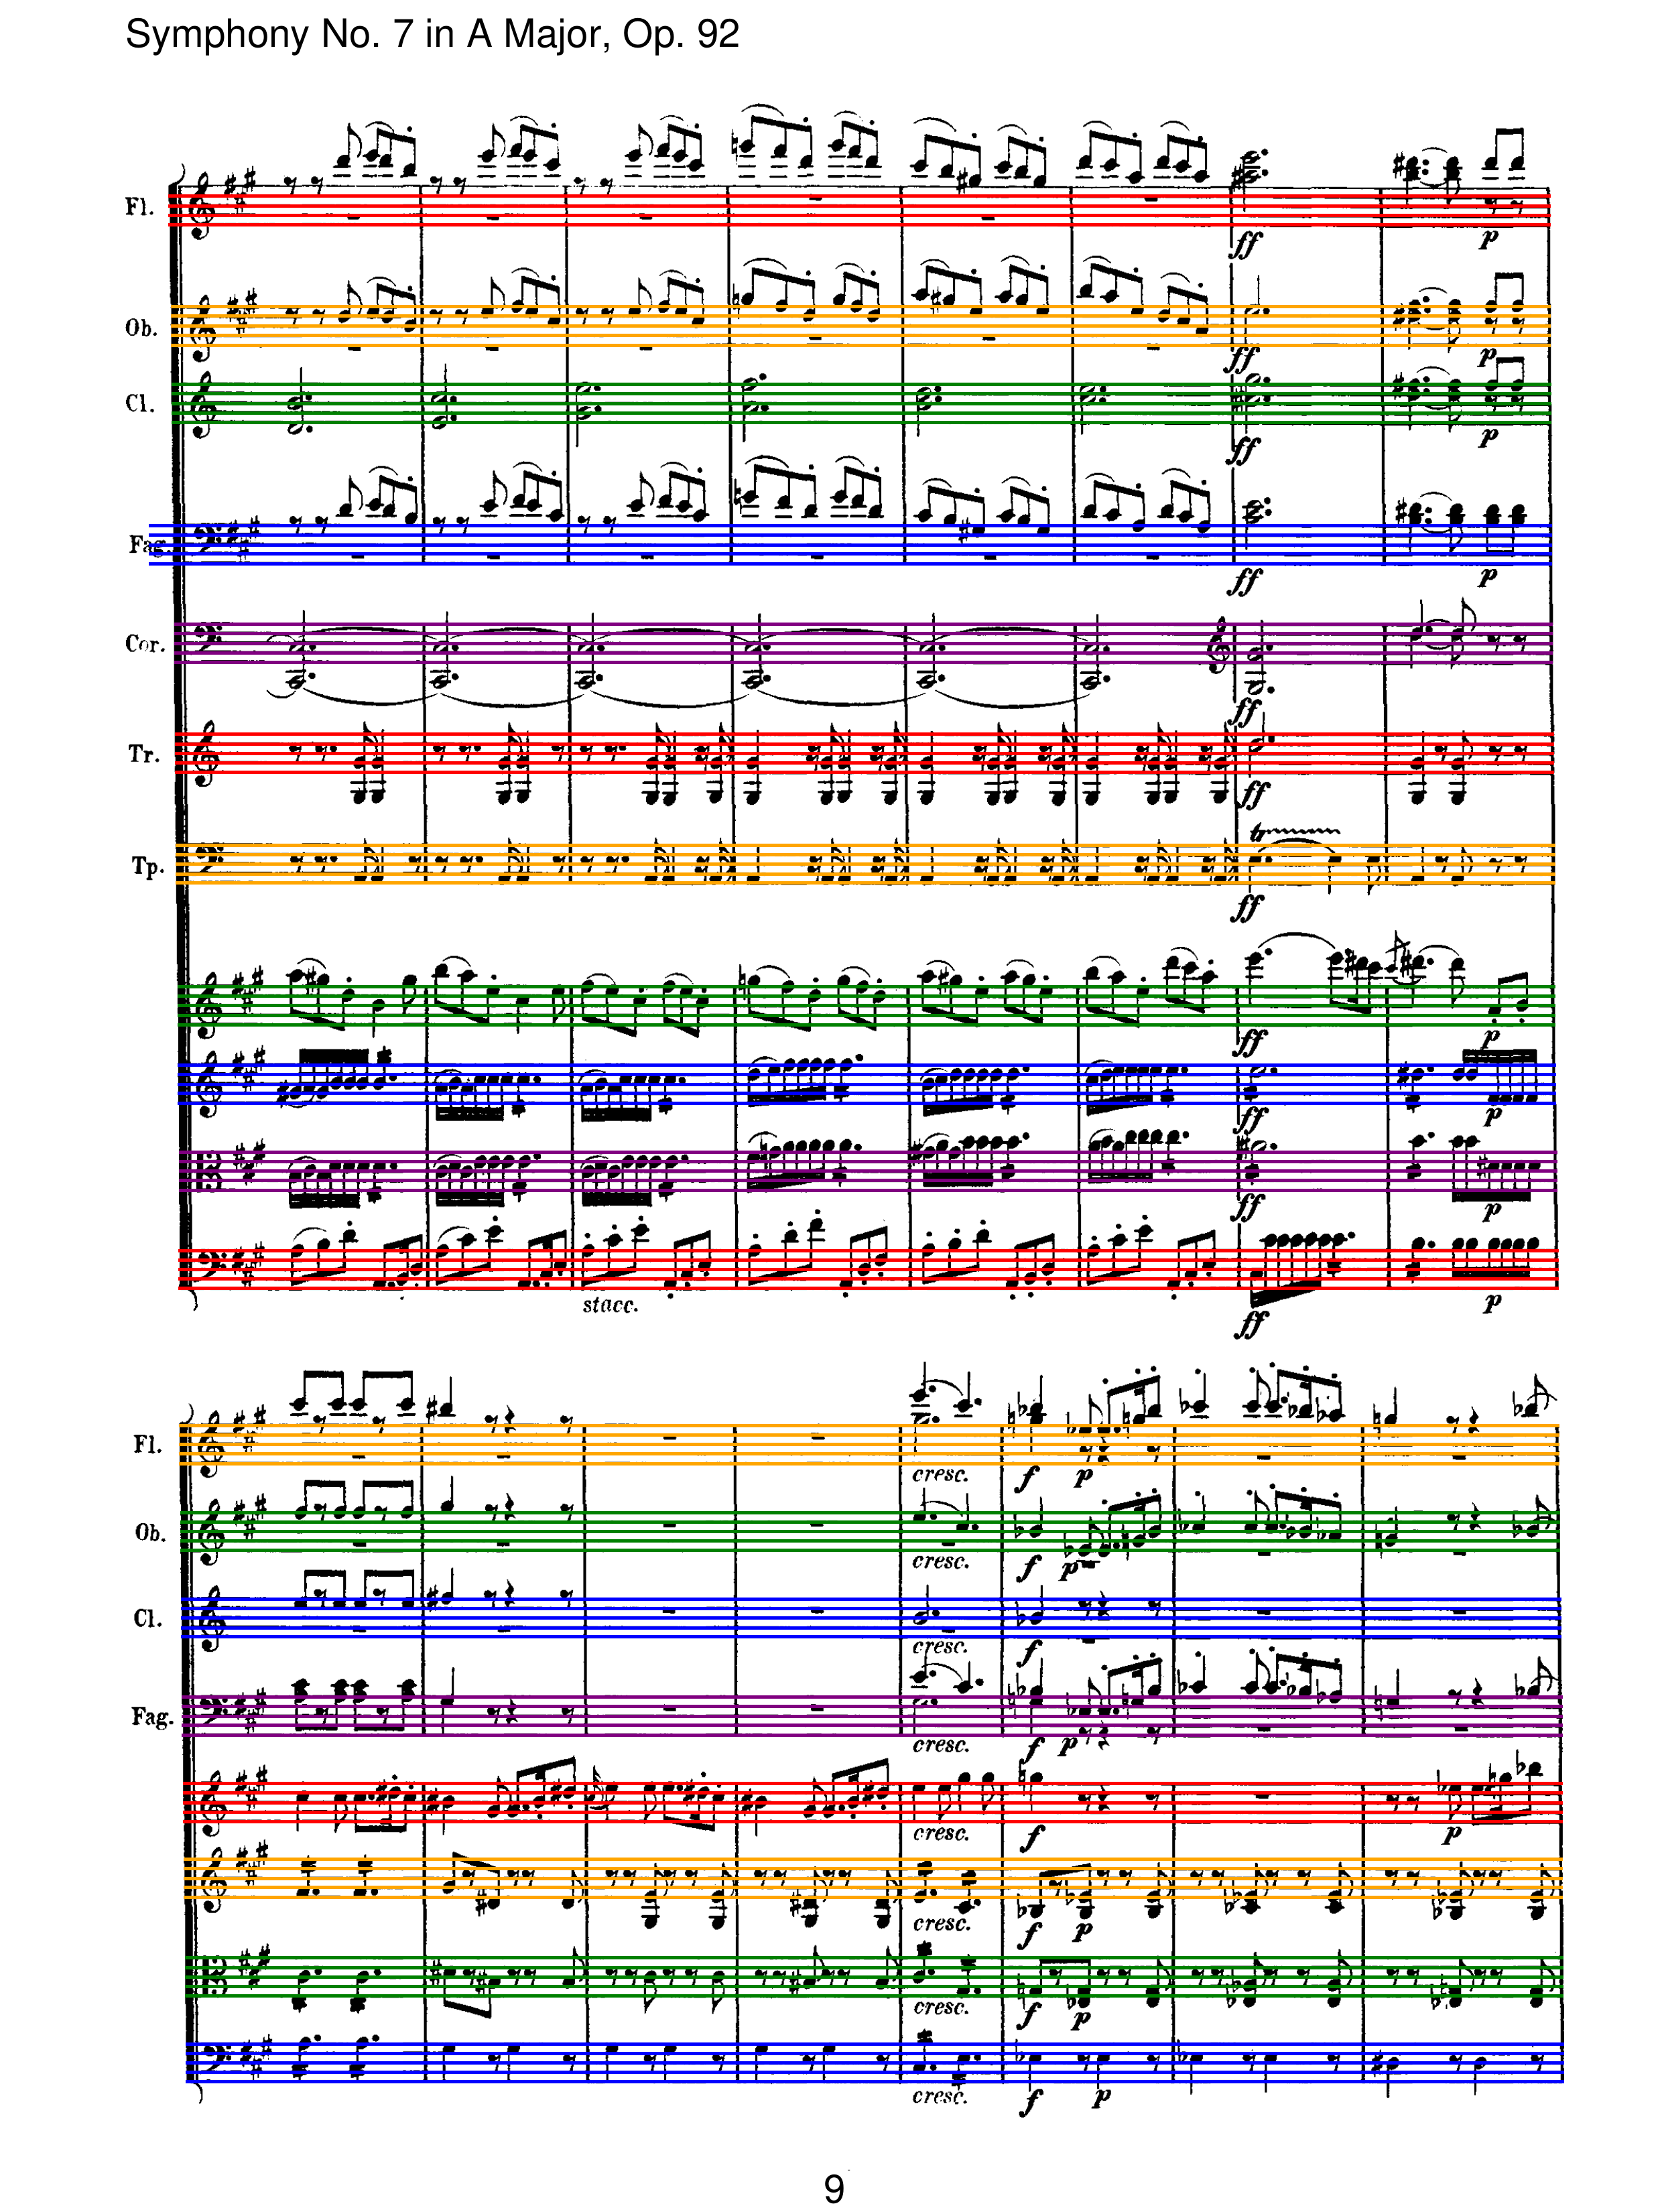 Symphony No. 7 in A Major, Op. 92
Fl.
ff
p
Ob.
ff
p
Cl.
ff
p
Fag.
ff
p
Cor.
ff
Tr.
ff
Tp.
tr
ff
ff
p
ff
p
ff
p
stacc.
ff
p
Fl.
cresc.
f
p
Ob.
cresc.
f
p
Cl.
cresc.
f
Fag.
cresc.
f
p
cresc.
f
p
cresc.
f
p
cresc.
f
p
cresc.
f
p
9